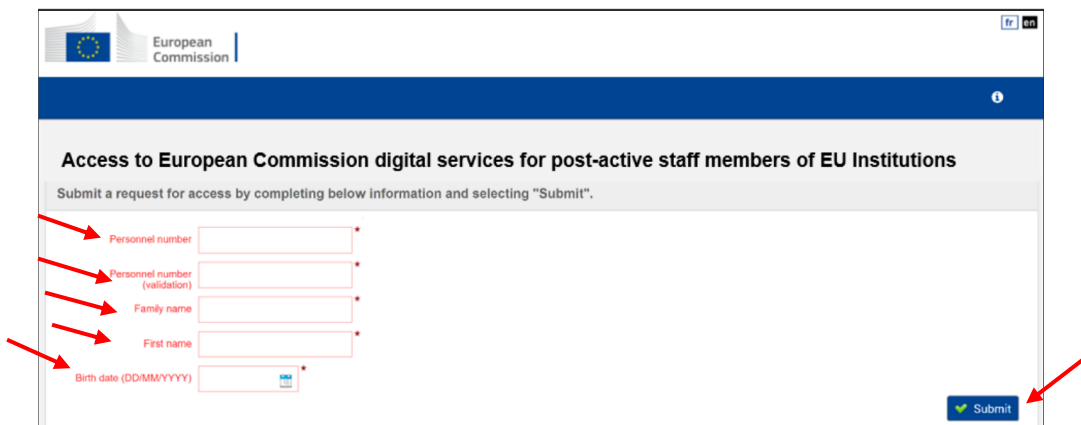 fr en
European
Commission
Access to European Commission digital services for post-active staff members of EU Institutions
Submit a request for access by completing below information and selecting "Submit".
Personnel number *
Personnel number *
(validation)
Family name *
First name *
Birth date (DD/MM/YYYY) *
Submit